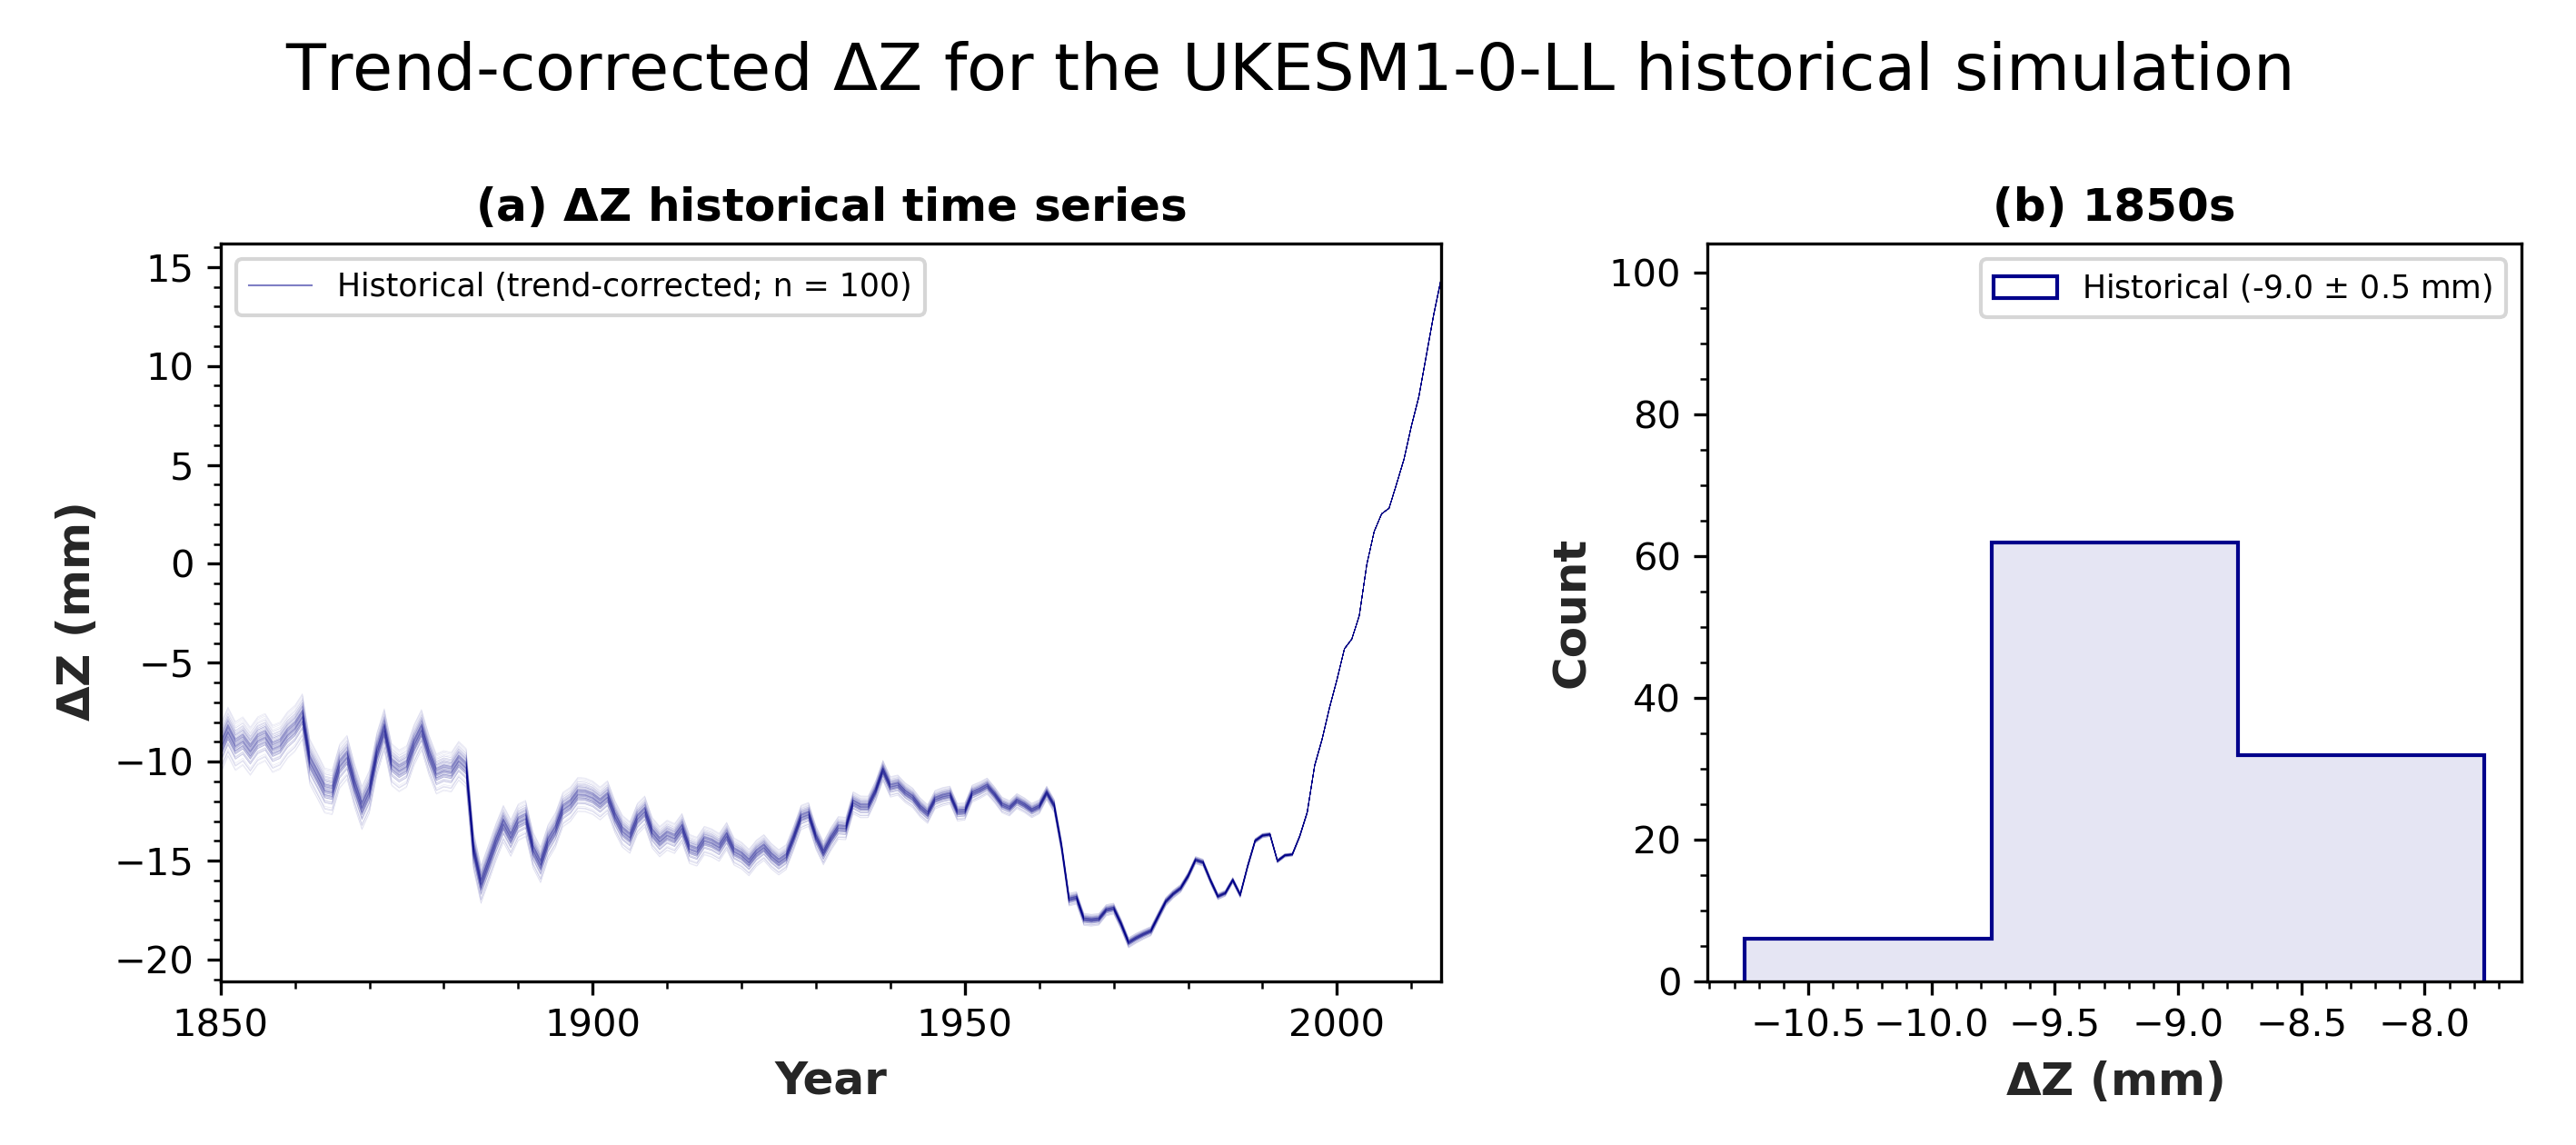 Trend-corrected ΔZ for the UKESM1-0-LL historical simulation
(a) ΔZ historical time series
Historical (trend-corrected; n = 100)
ΔZ (mm)
15
10
5
0
−5
−10
−15
−20
1850
1900
1950
2000
Year
(b) 1850s
Historical (-9.0 ± 0.5 mm)
Count
100
80
60
40
20
0
−10.5
−10.0
−9.5
−9.0
−8.5
−8.0
ΔZ (mm)